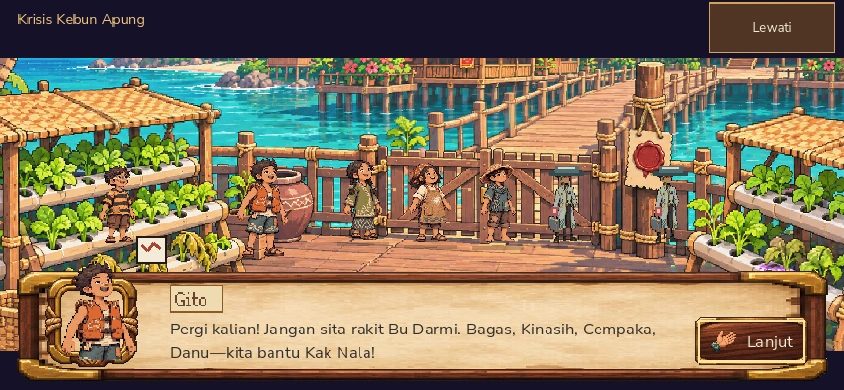 Krisis Kebun Apung
Lewati
Gito
Pergi kalian! Jangan sita rakit Bu Darmi. Bagas, Kinasih, Cempaka,
Danu—kita bantu Kak Nala!
Lanjut